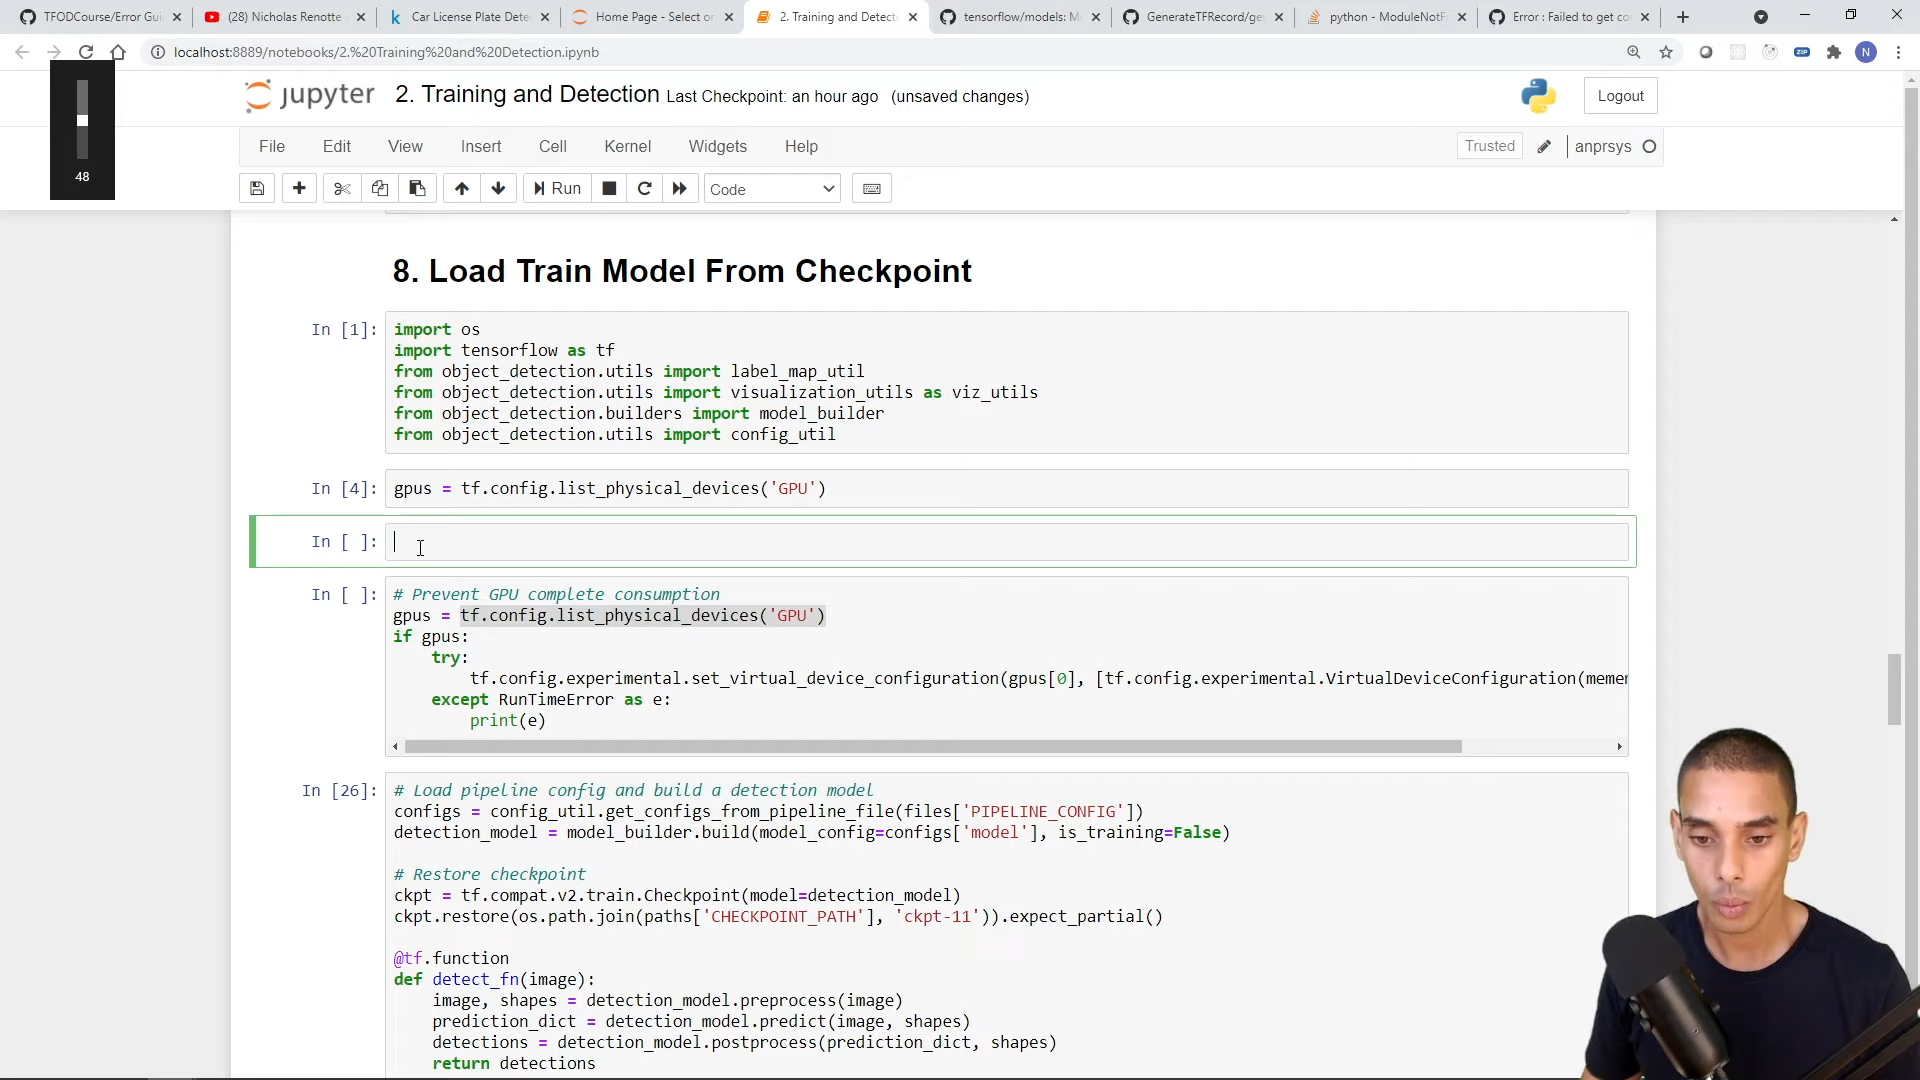 TFODCourse/Error Gui
(28) Nicholas Renotte -
Car License Plate Dete
Home Page - Select or
2. Training and Detecti
tensorflow/models: M
GenerateTFRecord/ge
python - ModuleNotF
Error : Failed to get co
localhost:8889/notebooks/2.%20Training%20and%20Detection.ipynb
ZIP
N
48
jupyter 2. Training and Detection Last Checkpoint: an hour ago (unsaved changes)
Logout
File Edit View Insert Cell Kernel Widgets Help
Trusted
anprsys
Run
Code
8. Load Train Model From Checkpoint
In [1]:
import os
import tensorflow as tf
from object_detection.utils import label_map_util
from object_detection.utils import visualization_utils as viz_utils
from object_detection.builders import model_builder
from object_detection.utils import config_util
In [4]: gpus = tf.config.list_physical_devices('GPU')
In [ ]:
In [ ]:
# Prevent GPU complete consumption
gpus = tf.config.list_physical_devices('GPU')
if gpus:
    try:
        tf.config.experimental.set_virtual_device_configuration(gpus[0], [tf.config.experimental.VirtualDeviceConfiguration(memer
    except RunTimeError as e:
        print(e)
In [26]:
# Load pipeline config and build a detection model
configs = config_util.get_configs_from_pipeline_file(files['PIPELINE_CONFIG'])
detection_model = model_builder.build(model_config=configs['model'], is_training=False)
# Restore checkpoint
ckpt = tf.compat.v2.train.Checkpoint(model=detection_model)
ckpt.restore(os.path.join(paths['CHECKPOINT_PATH'], 'ckpt-11')).expect_partial()
@tf.function
def detect_fn(image):
    image, shapes = detection_model.preprocess(image)
    prediction_dict = detection_model.predict(image, shapes)
    detections = detection_model.postprocess(prediction_dict, shapes)
    return detections